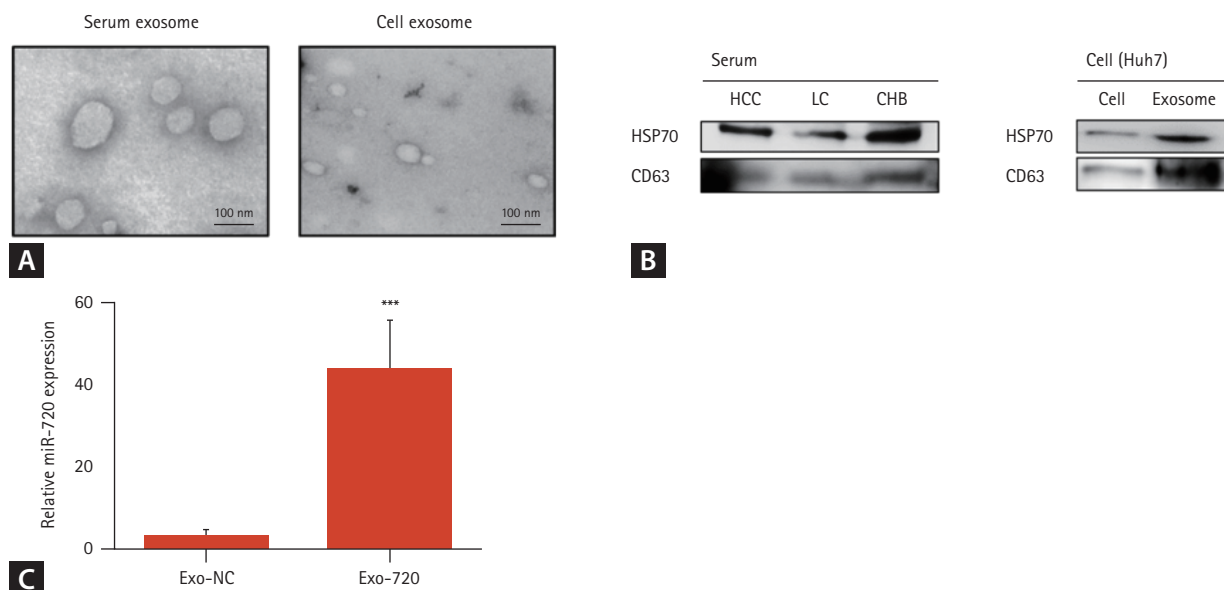 Serum exosome
Cell exosome
100 nm
100 nm
A
Serum
HCC LC CHB
HSP70
CD63
Cell (Huh7)
Cell Exosome
HSP70
CD63
B
60
40
20
0
Relative miR-720 expression
***
Exo-NC
Exo-720
C